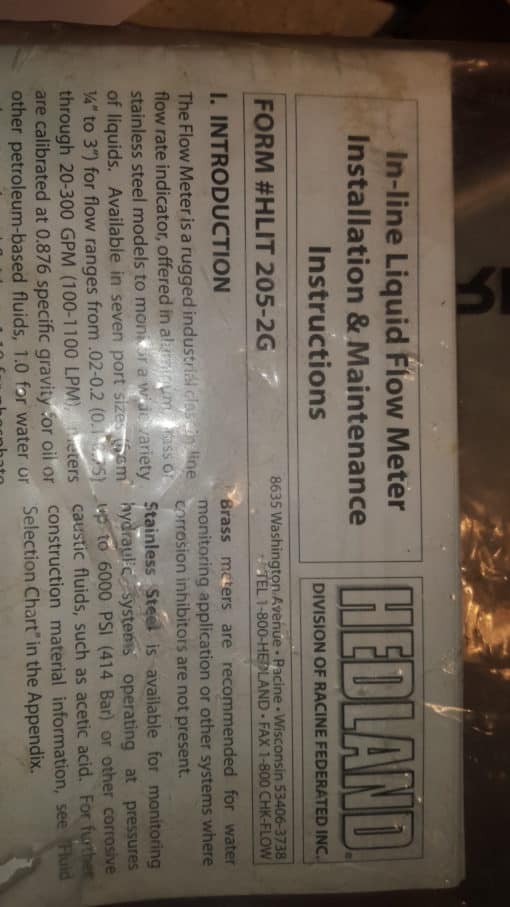 In-line Liquid Flow Meter
Installation & Maintenance
Instructions
HEDLAND®
DIVISION OF RACINE FEDERATED INC.
FORM #HLIT 205-2G
8635 Washington Avenue • Racine • Wisconsin 53406-3738
TEL 1-800-HEDLAND • FAX 1-800 CHK-FLOW
I. INTRODUCTION
The Flow Meter is a rugged industrial class in-line
flow rate indicator, offered in aluminum, brass or
stainless steel models to monitor a wide variety
of liquids. Available in seven port sizes (from
¼" to 3") for flow ranges from .02-0.2
through 20-300 GPM (100-1100 LPM) meters
are calibrated at 0.876 specific gravity for oil or
other petroleum-based fluids, 1.0 for water or
Brass meters are recommended for water
monitoring application or other systems where
corrosion inhibitors are not present.
Stainless Steel is available for monitoring
hydraulic systems operating at pressures
up to 6000 PSI (414 Bar) or other corrosive
caustic fluids, such as acetic acid. For further
construction material information, see "Fluid
Selection Chart" in the Appendix.